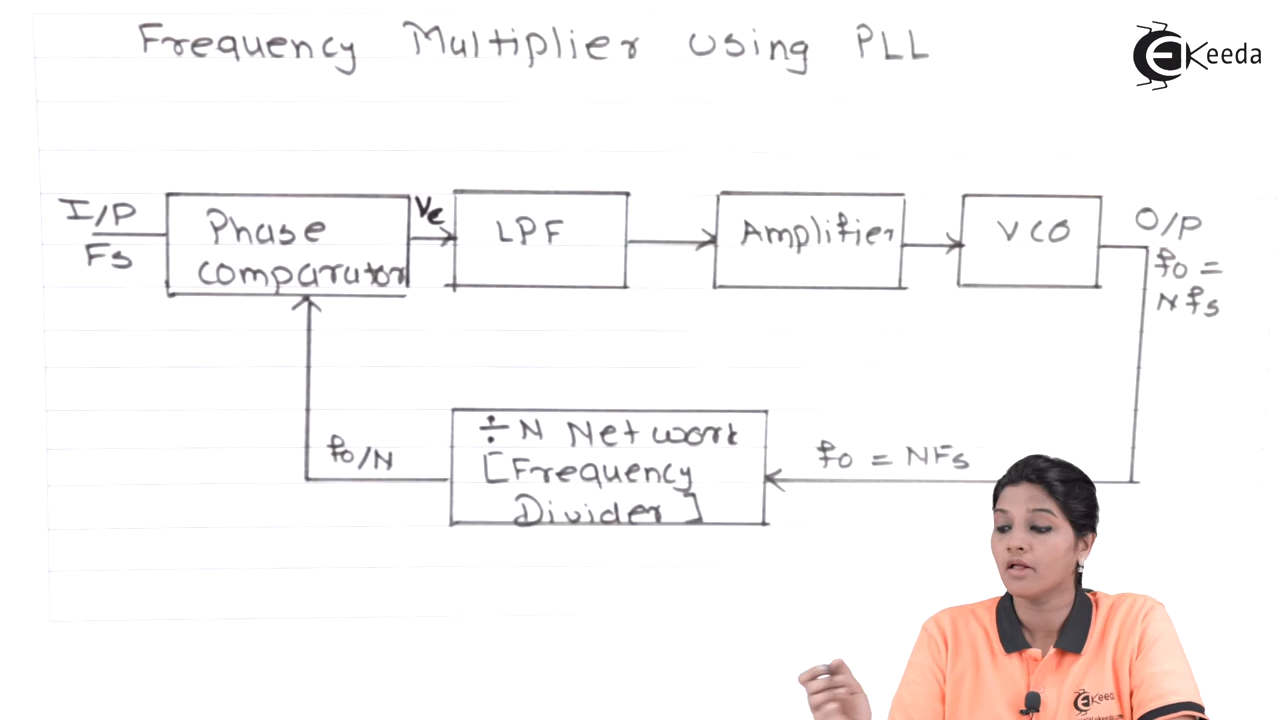 Frequency Multiplier using PLL
EKeeda
I/P
Fs
Phase
comparator
Ve
LPF
Amplifier
VCO
O/P
fo =
Nfs
÷N Network
[Frequency
Divider]
fo/N
fo = NFs
EKeeda